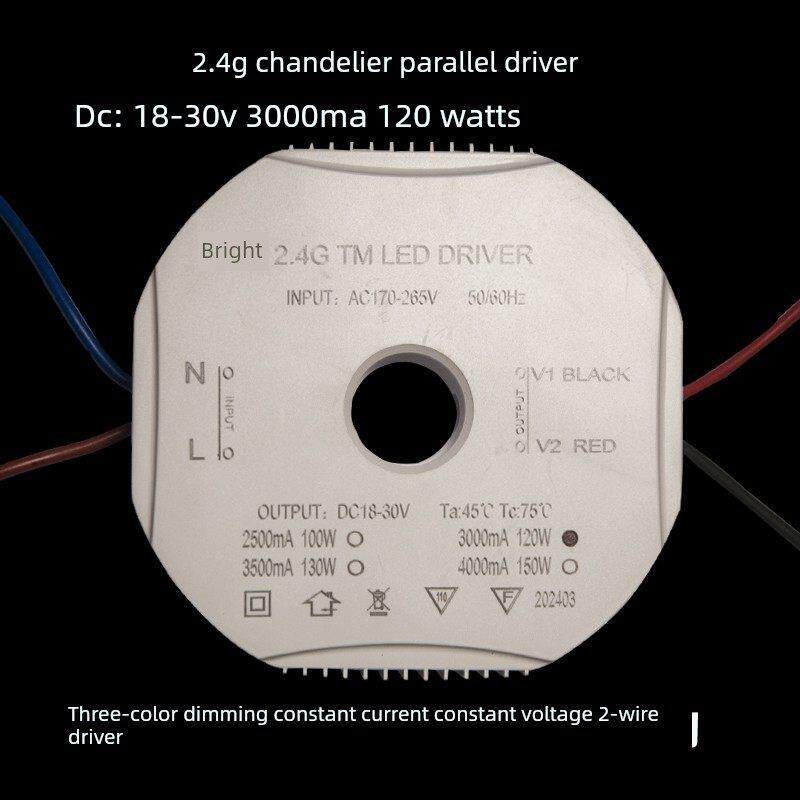 2.4g chandelier parallel driver
Dc: 18-30v 3000ma 120 watts
Bright 2.4G TM LED DRIVER
INPUT: AC170-265V 50/60Hz
N
L
INPUT
V1 BLACK
OUTPUT
V2 RED
OUTPUT: DC18-30V Ta:45℃ Tc:75℃
2500mA 100W 3000mA 120W
3500mA 130W 4000mA 150W
110
F
202403
Three-color dimming constant current constant voltage 2-wire
driver